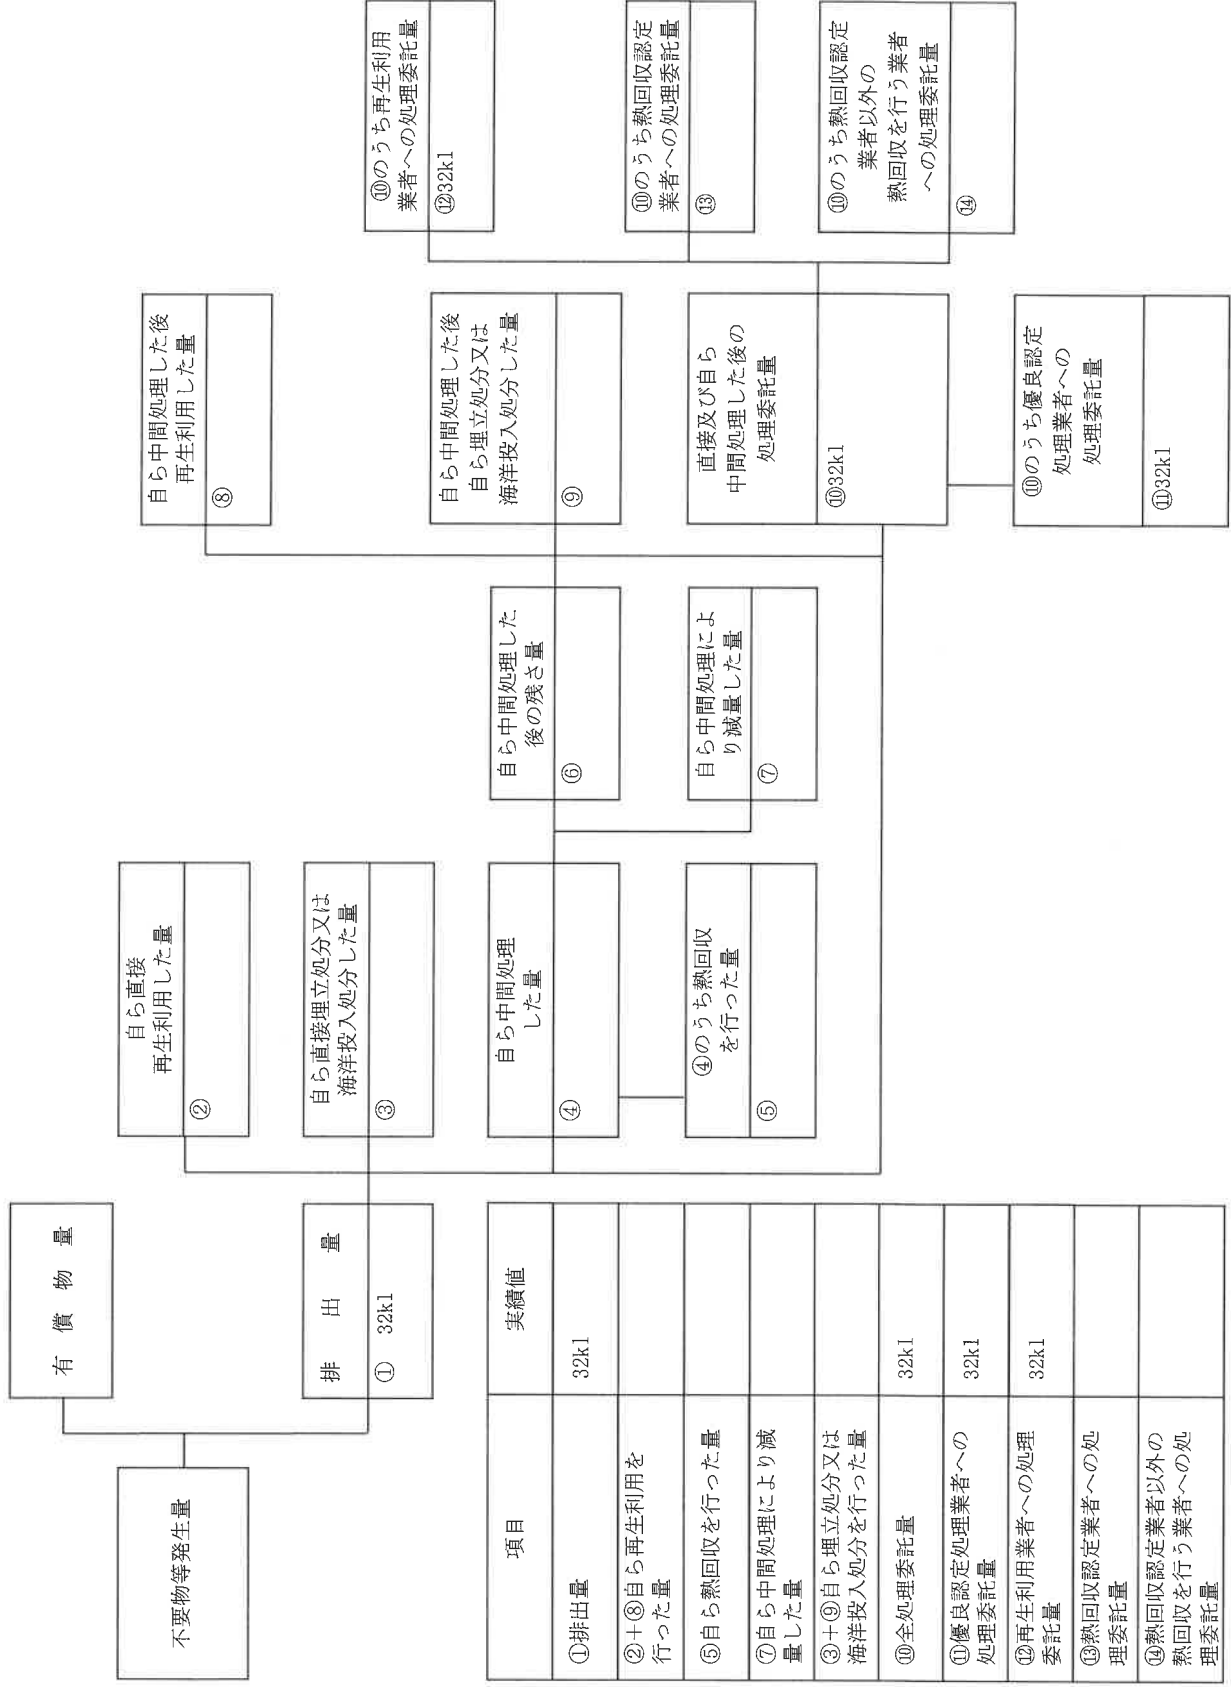 不要物等発生量
有償物量
排出量
① 32kl
自ら直接
再生利用した量
②
自ら直接埋立処分又は
海洋投入処分した量
③
自ら中間処理
した量
④
④のうち熱回収
を行った量
⑤
自ら中間処理した
後の残さ量
⑥
自ら中間処理によ
り減量した量
⑦
自ら中間処理した後
再生利用した量
⑧
自ら中間処理した後
自ら埋立処分又は
海洋投入処分した量
⑨
直接及び自ら
中間処理した後の
処理委託量
⑩32kl
⑩のうち優良認定
処理業者への
処理委託量
⑪32kl
⑩のうち再生利用
業者への処理委託量
⑫32kl
⑩のうち熱回収認定
業者への処理委託量
⑬
⑩のうち熱回収認定
業者以外の
熱回収を行う業者
への処理委託量
⑭
項目 実績値
①排出量 32kl
②+⑧自ら再生利用を
行った量
⑤自ら熱回収を行った量
⑦自ら中間処理により減
量した量
③+⑨自ら埋立処分又は
海洋投入処分を行った量
⑩全処理委託量 32kl
⑪優良認定処理業者への
処理委託量 32kl
⑫再生利用業者への処理
委託量 32kl
⑬熱回収認定業者への処
理委託量
⑭熱回収認定業者以外の
熱回収を行う業者への処
理委託量